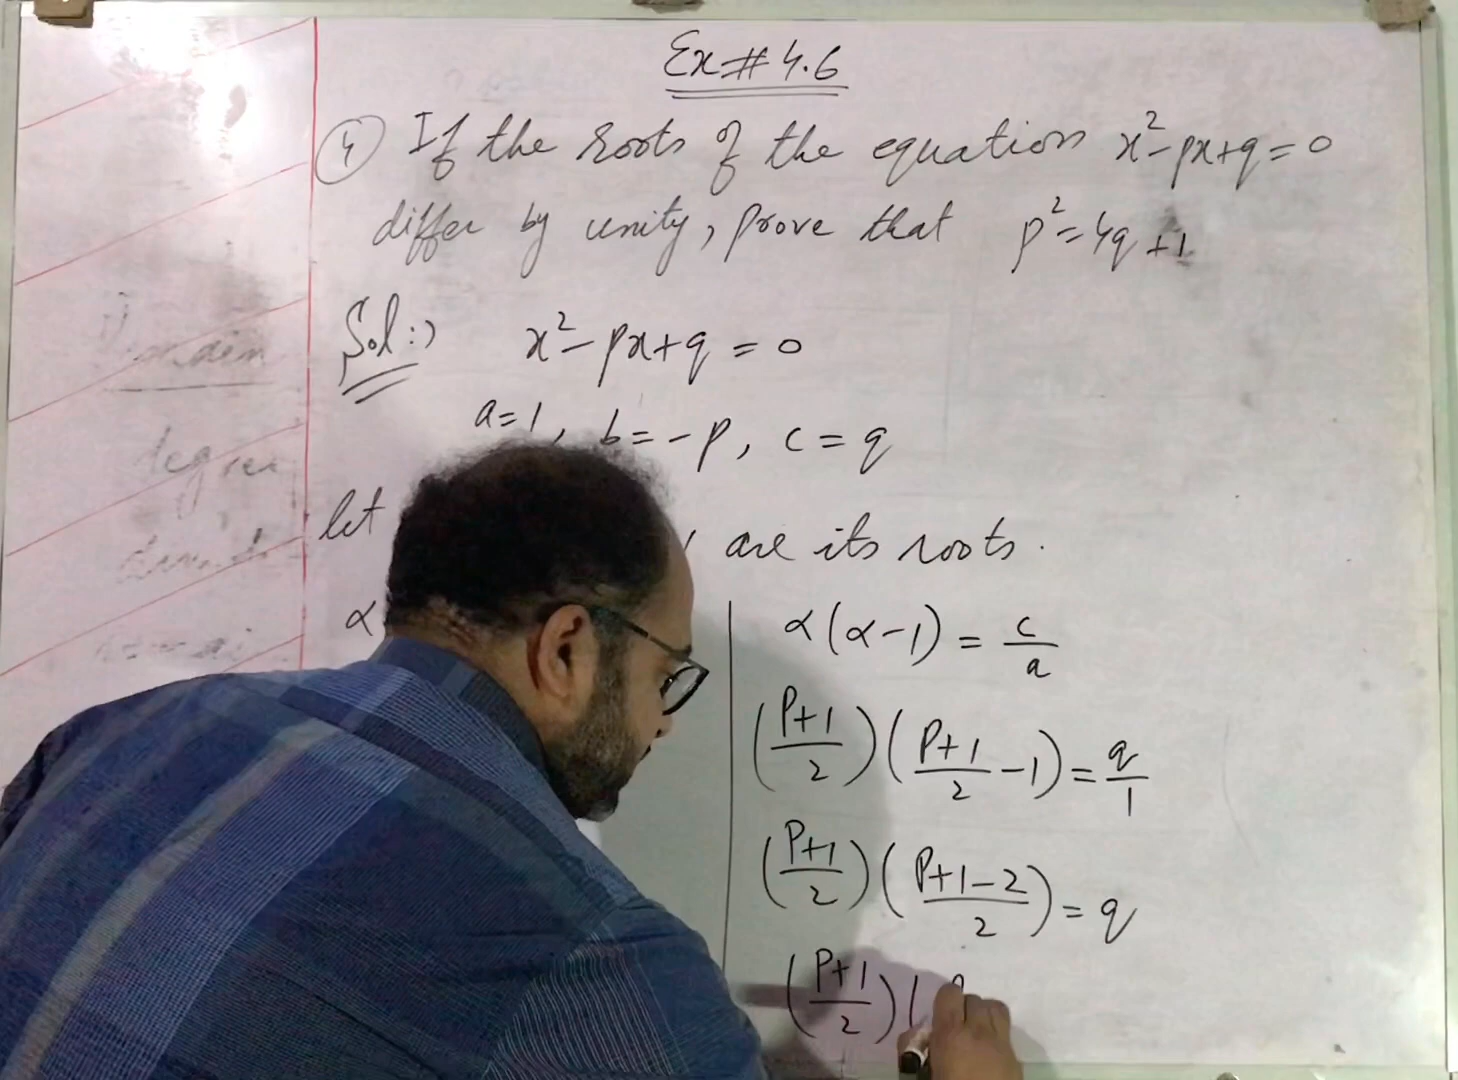 Ex # 4.6
④ If the roots of the equation x²-px+q=0
differ by unity, prove that p²=4q+1
Sol:) x²-px+q=0
a=1, b=-p, c=q
let are its roots.
α
α(α-1) = c/a
(P+1/2)(P+1/2 -1) = q/1
(P+1/2)(P+1-2/2) = q
(P+1/2)(
degree